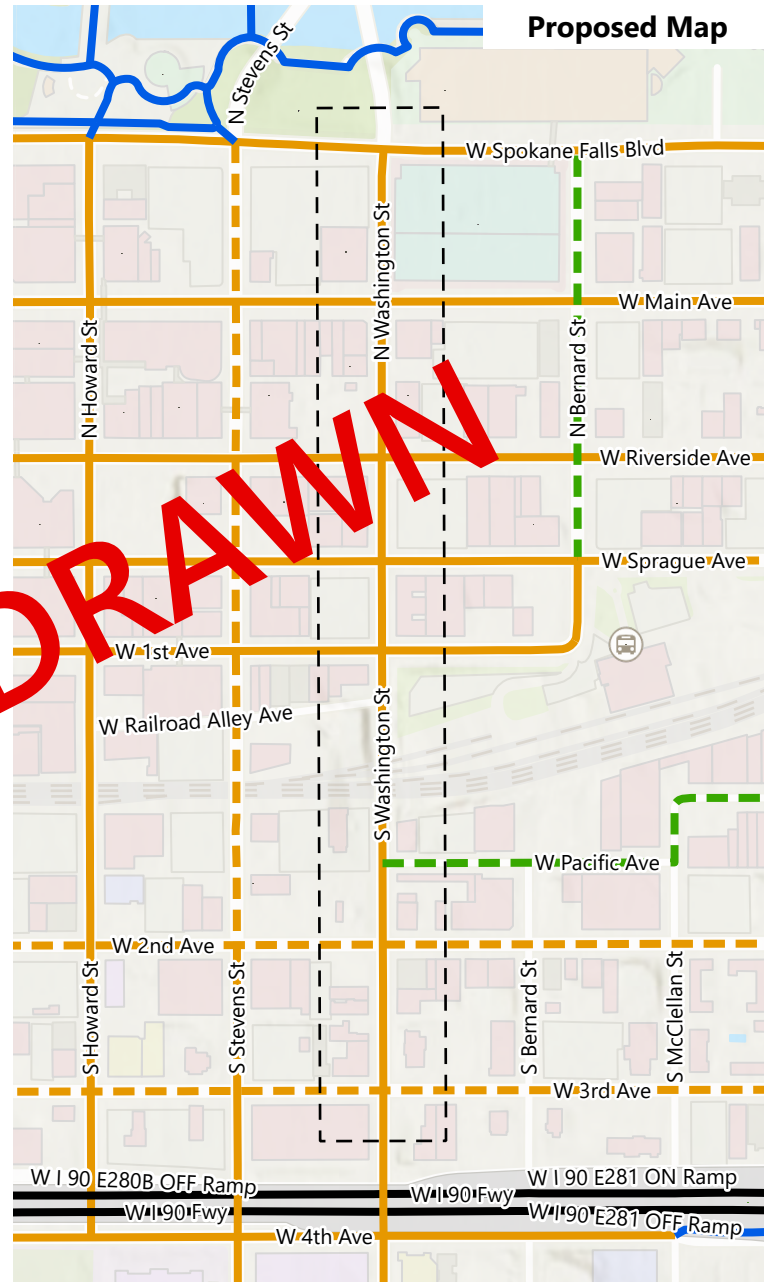 Proposed Map
N Stevens St
W Spokane Falls Blvd
N Washington St
W Main Ave
N Howard St
N Bernard St
W Riverside Ave
DRAWN
W Sprague Ave
W 1st Ave
W Railroad Alley Ave
S Washington St
W Pacific Ave
W 2nd Ave
S Howard St
S Stevens St
S Bernard St
S McClellan St
W 3rd Ave
W I 90 E280B OFF Ramp
W I 90 E281 ON Ramp
W I 90 Fwy
W I 90 Fwy
W I 90 E281 OFF Ramp
W 4th Ave